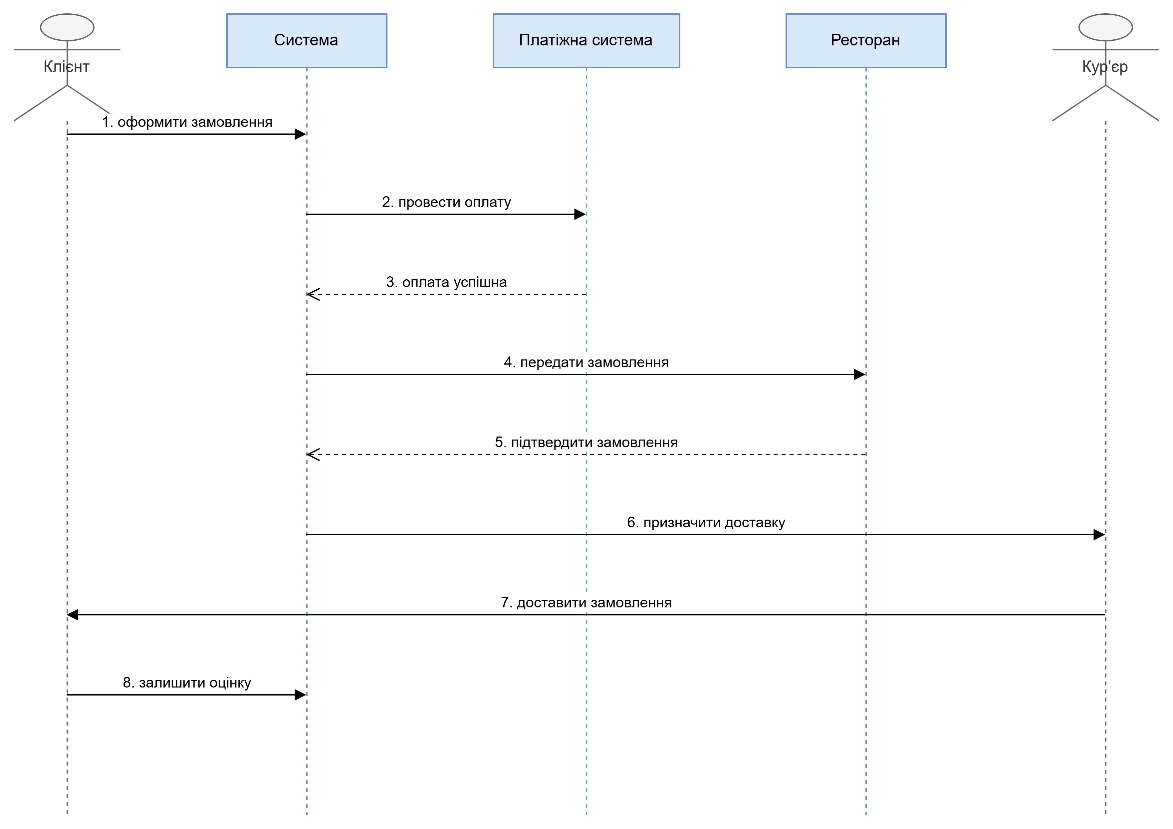 Клієнт
Система
Платіжна система
Ресторан
Кур'єр
1. оформити замовлення
2. провести оплату
3. оплата успішна
4. передати замовлення
5. підтвердити замовлення
6. призначити доставку
7. доставити замовлення
8. залишити оцінку